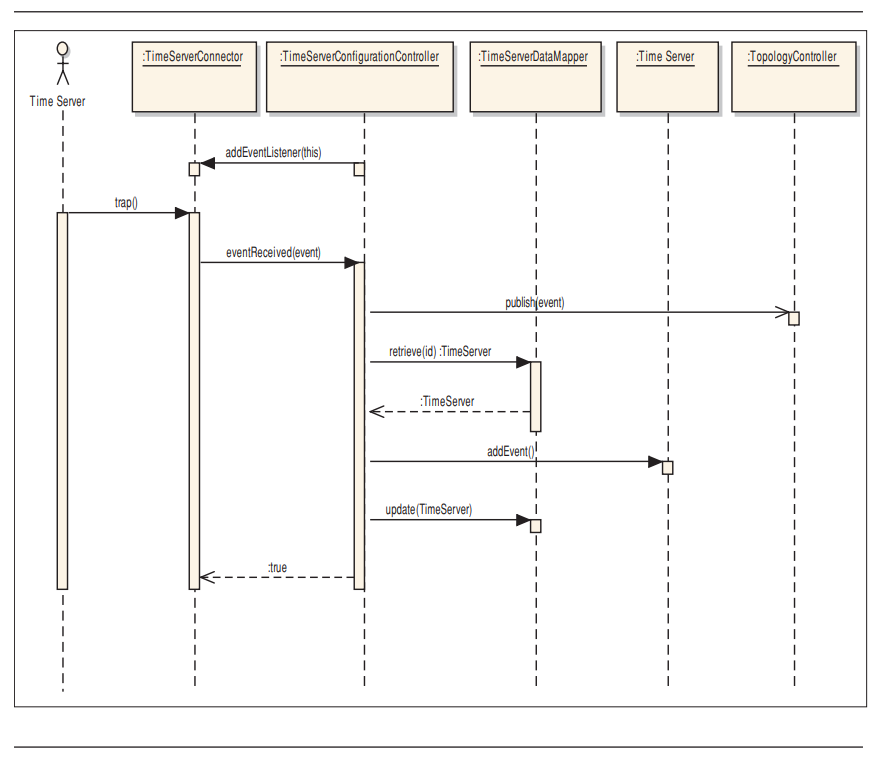 :TimeServerConnector
:TimeServerConfigurationController
:TimeServerDataMapper
:Time Server
:TopologyController
Time Server
addEventListener(this)
trap()
eventReceived(event)
publish(event)
retrieve(id) :TimeServer
:TimeServer
addEvent()
update(TimeServer)
:true